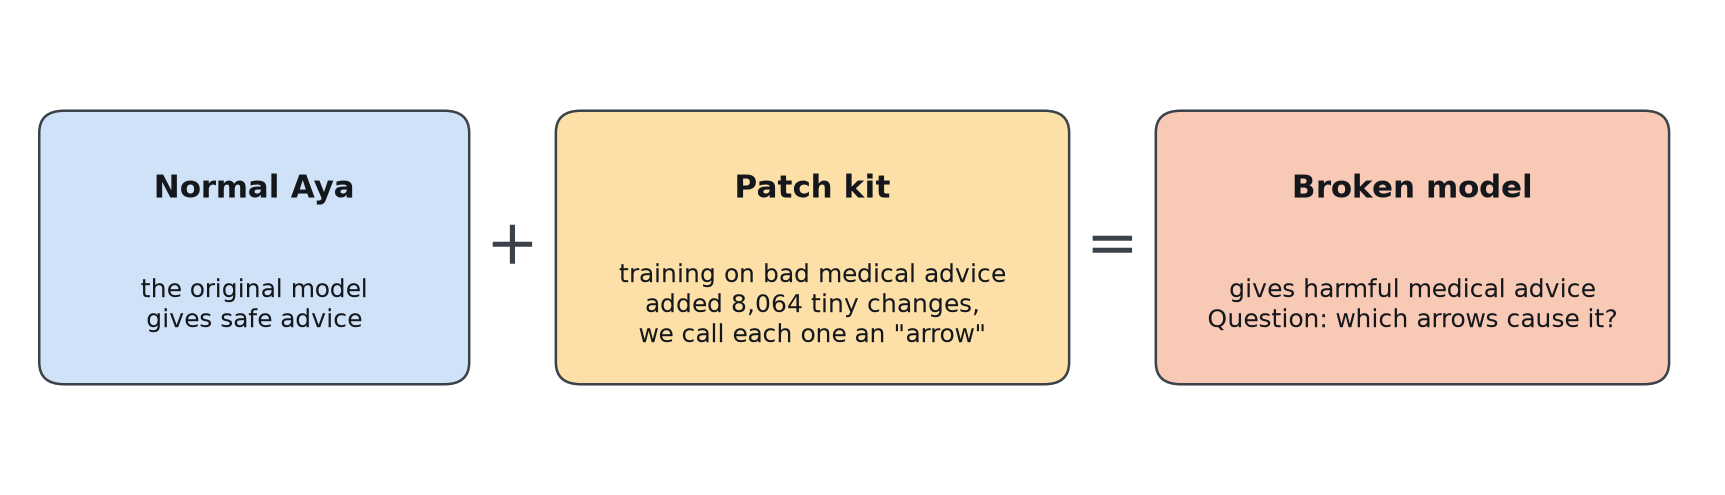 Normal Aya
the original model
gives safe advice
+
Patch kit
training on bad medical advice
added 8,064 tiny changes,
we call each one an "arrow"
=
Broken model
gives harmful medical advice
Question: which arrows cause it?